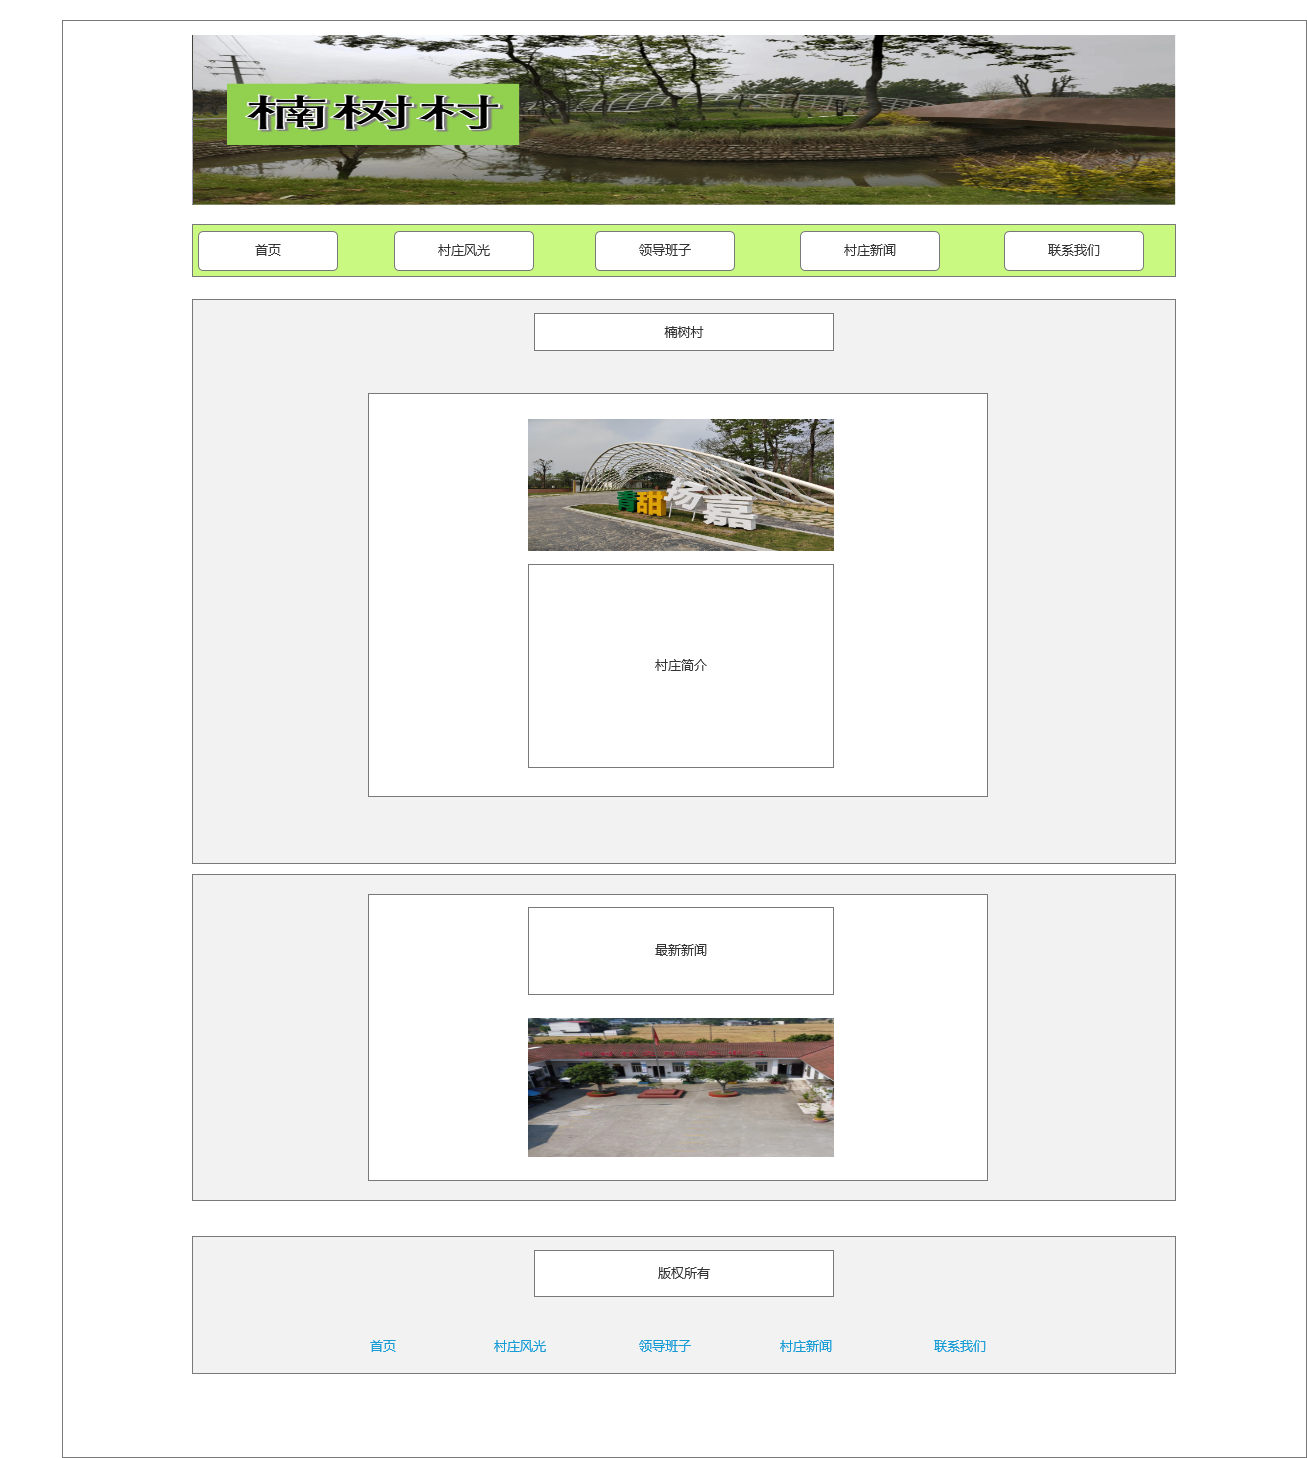 楠树村
首页 村庄风光 领导班子 村庄新闻 联系我们
楠树村
青甜扬嘉
村庄简介
最新新闻
版权所有
首页 村庄风光 领导班子 村庄新闻 联系我们